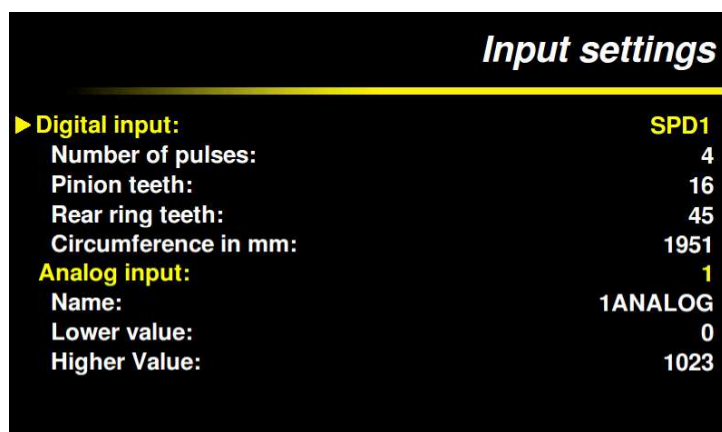 Input settings
Digital input: SPD1
Number of pulses: 4
Pinion teeth: 16
Rear ring teeth: 45
Circumference in mm: 1951
Analog input: 1
Name: 1ANALOG
Lower value: 0
Higher Value: 1023